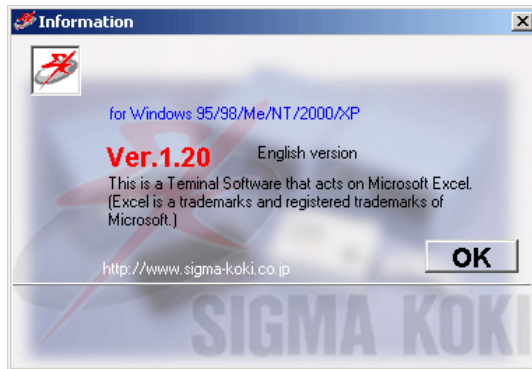 Information
for Windows 95/98/Me/NT/2000/XP
Ver.1.20 English version
This is a Teminal Software that acts on Microsoft Excel.
(Excel is a trademarks and registered trademarks of
Microsoft.)
OK
http://www.sigma-koki.co.jp
SIGMA KOKI